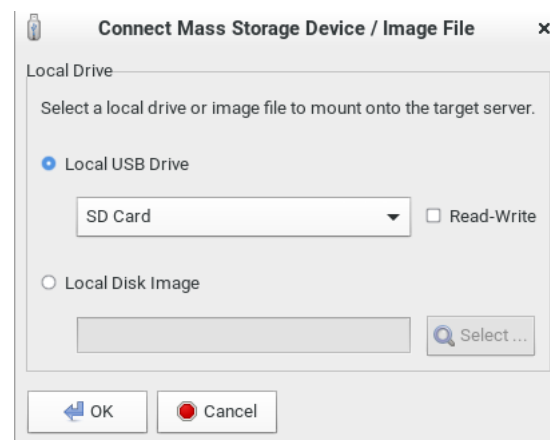 Connect Mass Storage Device / Image File
Local Drive
Select a local drive or image file to mount onto the target server.
Local USB Drive
SD Card
Read-Write
Local Disk Image
Select ...
OK
Cancel